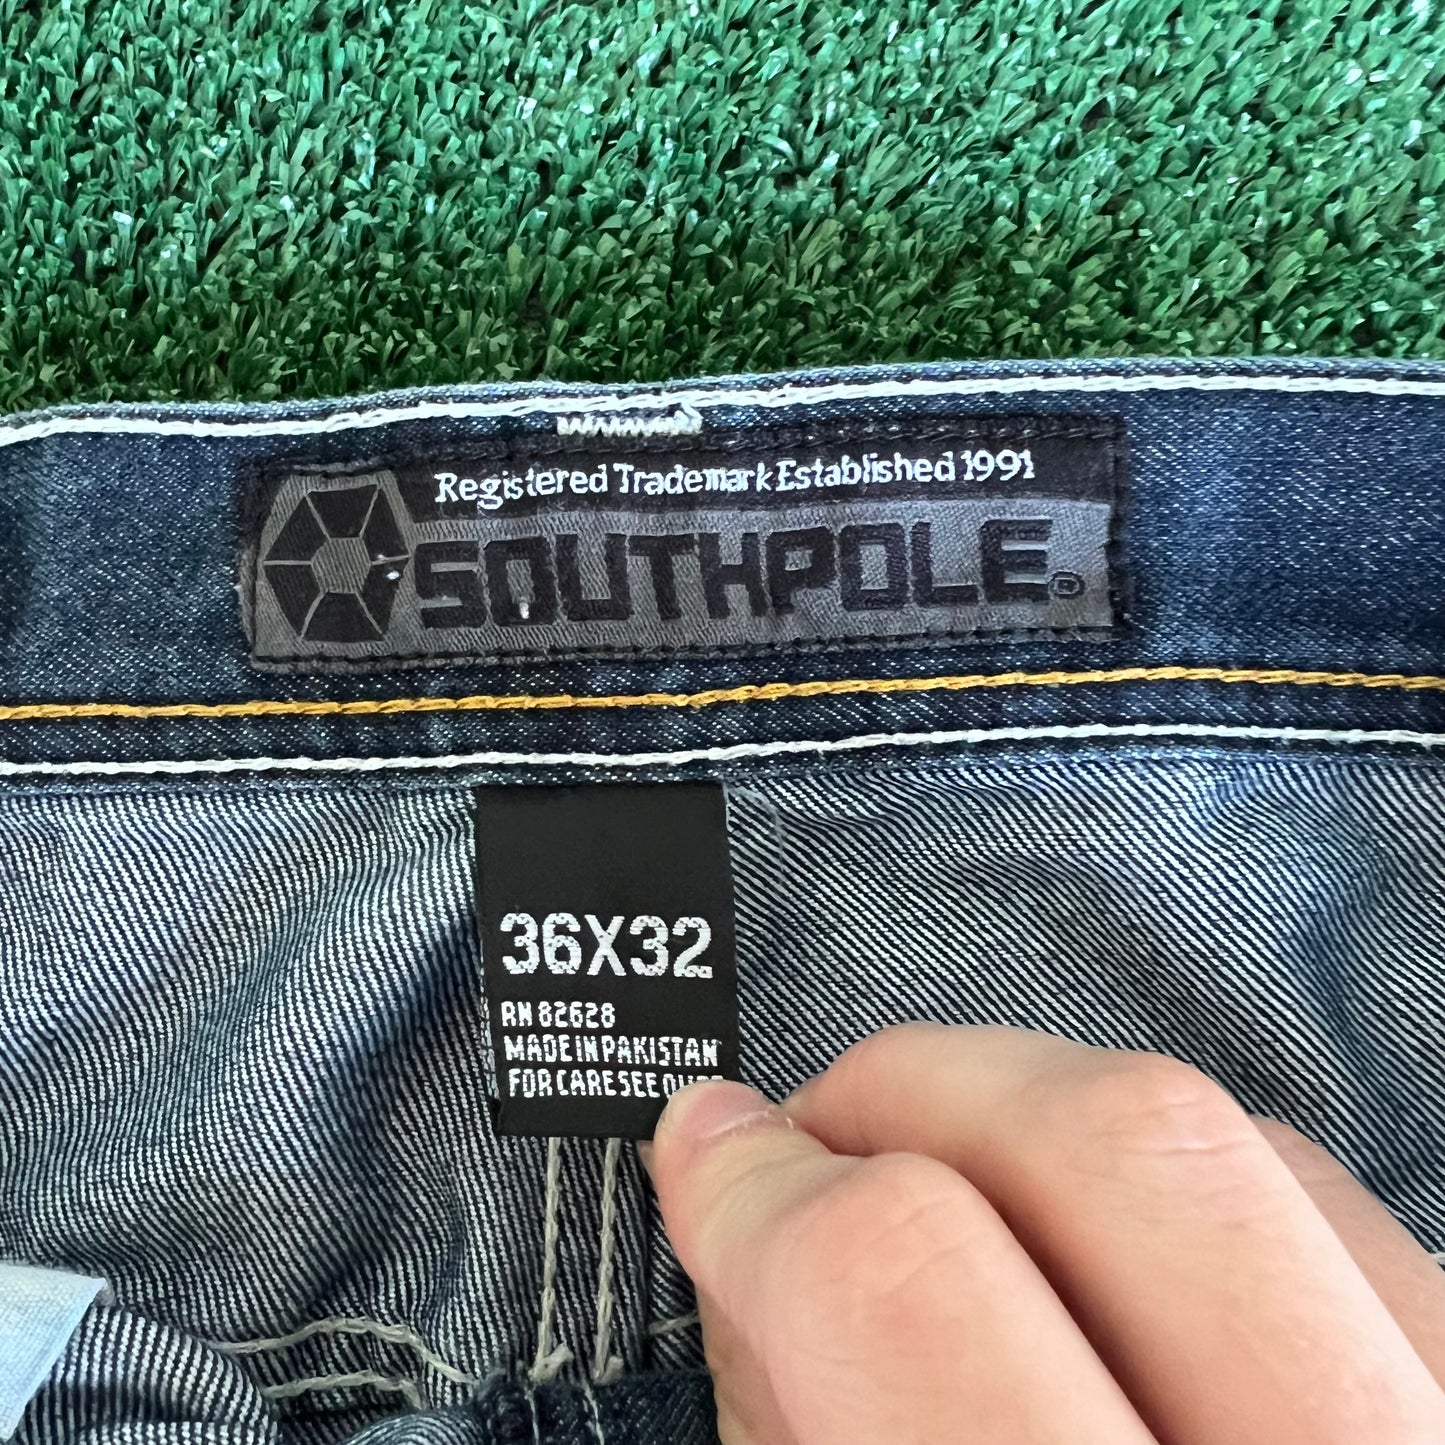 Registered Trademark Established 1991
SOUTHPOLE®
36X32
RN 82628
MADE IN PAKISTAN
FOR CARE SEE